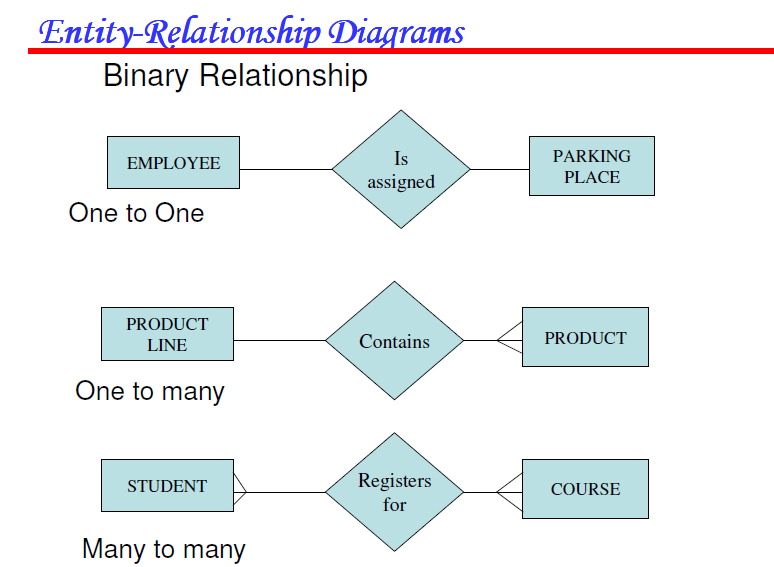 Entity-Relationship Diagrams
Binary Relationship
EMPLOYEE
Is
assigned
PARKING
PLACE
One to One
PRODUCT
LINE
Contains
PRODUCT
One to many
STUDENT
Registers
for
COURSE
Many to many